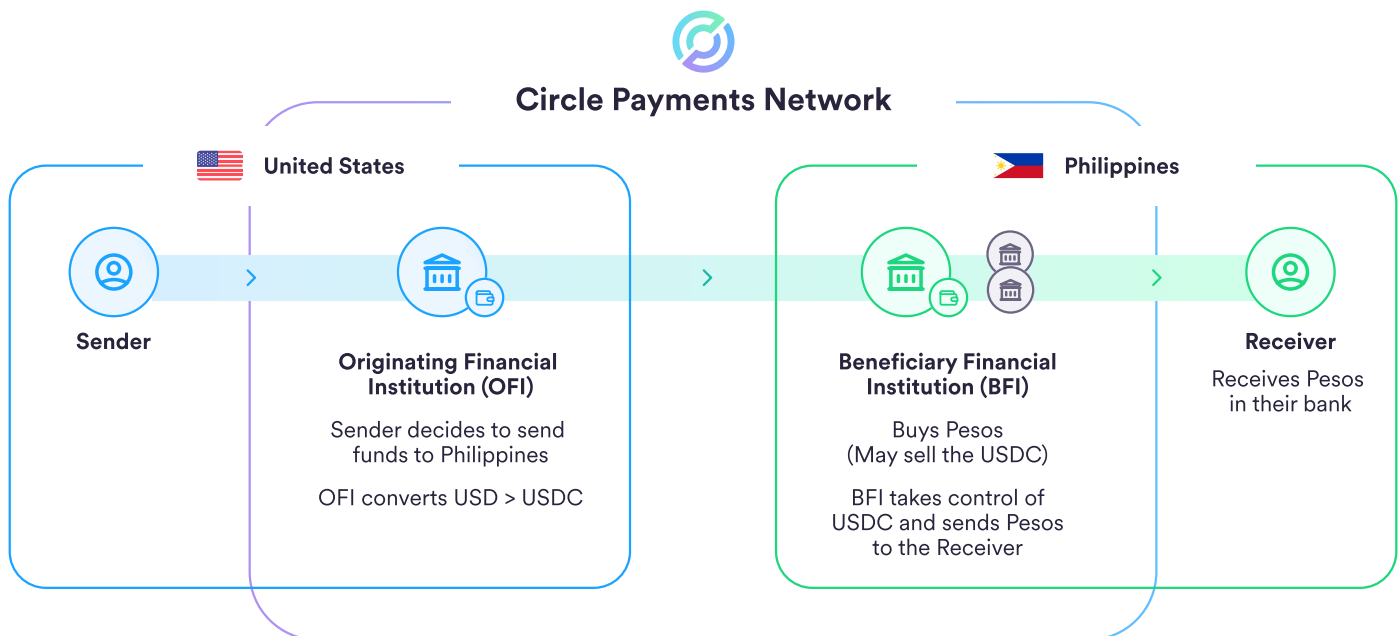 Circle Payments Network
United States
Philippines
Sender
Originating Financial
Institution (OFI)
Sender decides to send
funds to Philippines
OFI converts USD > USDC
Beneficiary Financial
Institution (BFI)
Buys Pesos
(May sell the USDC)
BFI takes control of
USDC and sends Pesos
to the Receiver
Receiver
Receives Pesos
in their bank